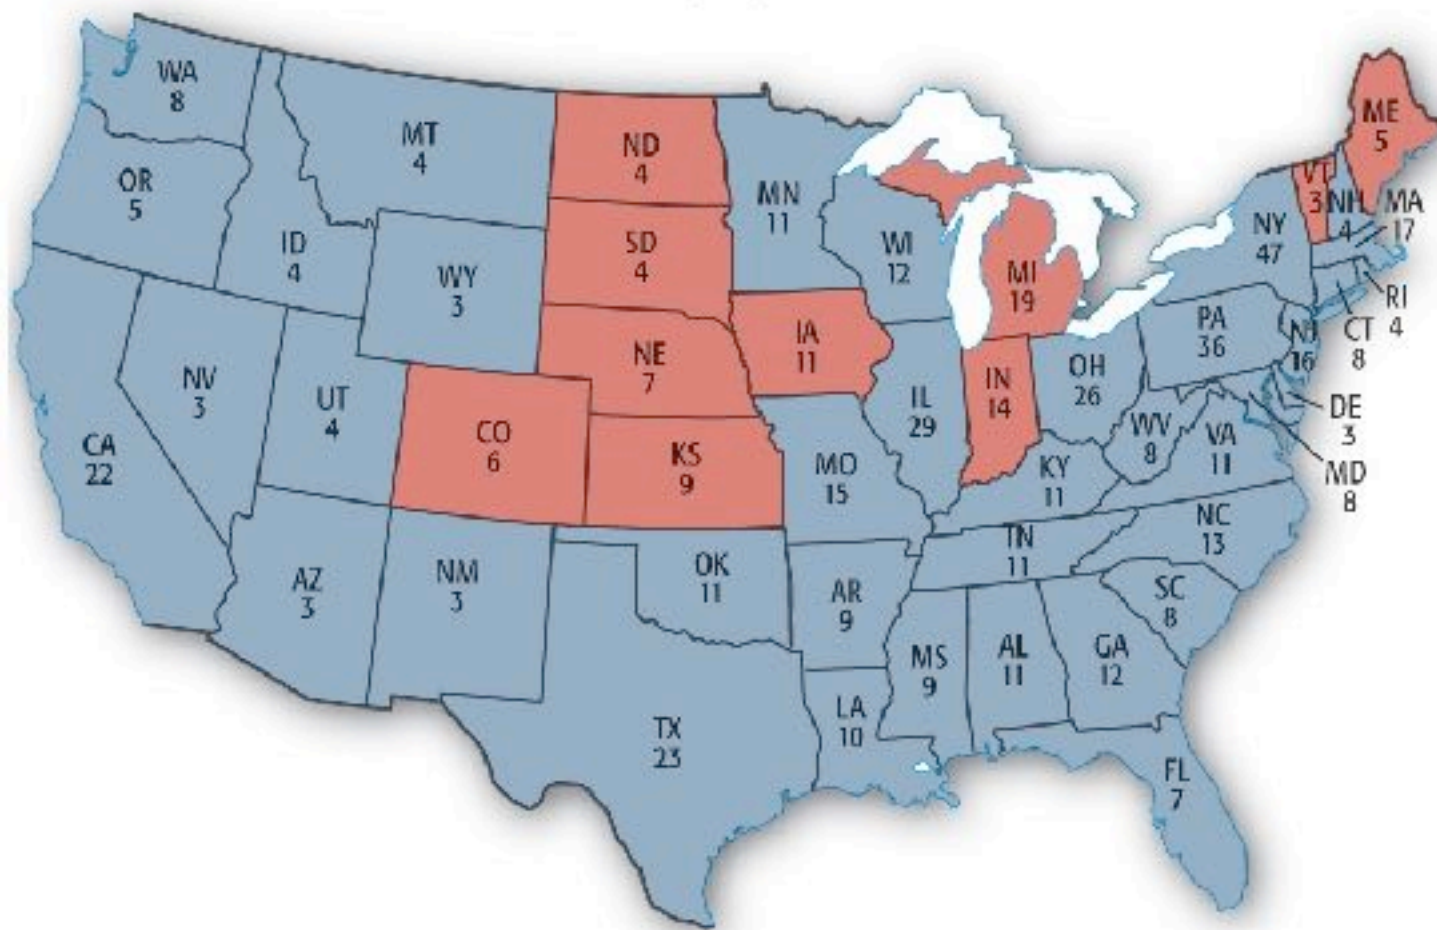 WA
8
MT
4
ND
4
MN
11
ME
5
OR
5
ID
4
WY
3
SD
4
WI
12
MI
19
NY
47
VT
3
NH
4
MA
17
RI
4
CT
8
NV
3
UT
4
CO
6
NE
7
IA
11
IL
29
IN
14
OH
26
PA
36
NJ
16
DE
3
MD
8
CA
22
KS
9
MO
15
KY
11
WV
8
VA
11
AZ
3
NM
3
OK
11
AR
9
TN
11
NC
13
SC
8
TX
23
LA
10
MS
9
AL
11
GA
12
FL
7